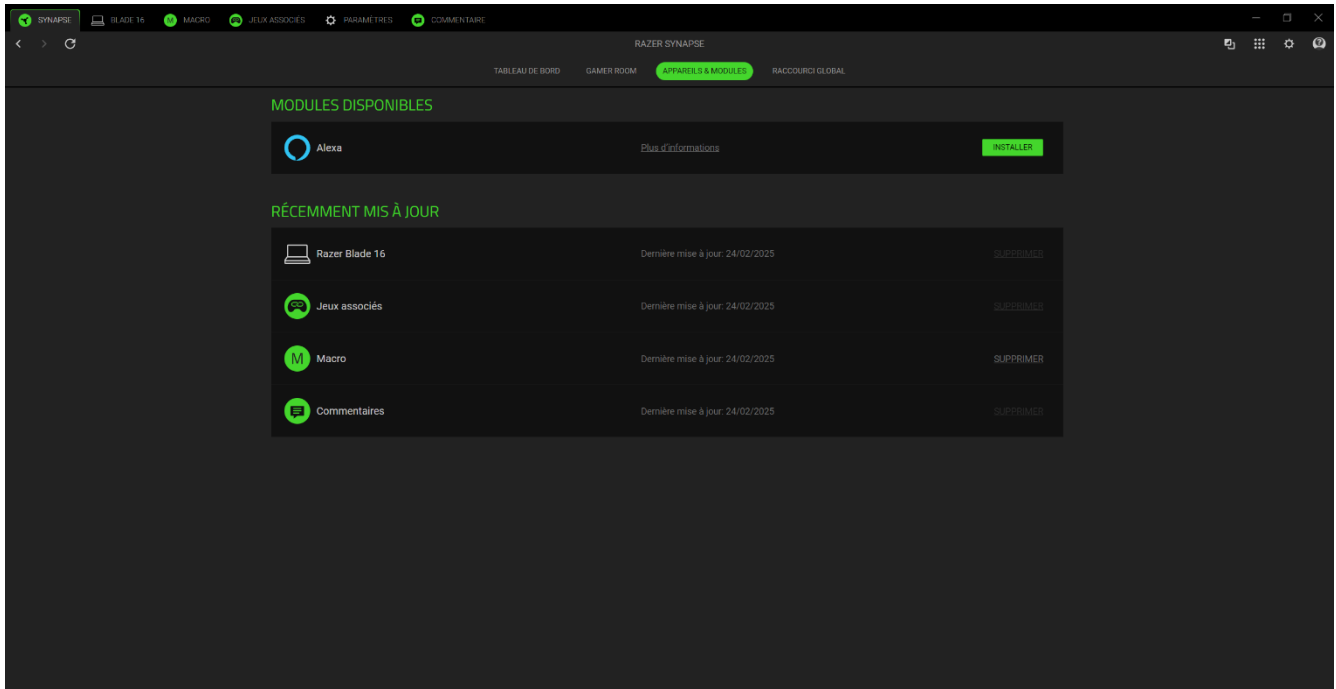 SYNAPSE BLADE 16 MACRO JEUX ASSOCIÉS PARAMÈTRES COMMENTAIRE
RAZER SYNAPSE
TABLEAU DE BORD GAMER ROOM APPAREILS & MODULES RACCOURCI GLOBAL
MODULES DISPONIBLES
Alexa Plus d'informations INSTALLER
RÉCEMMENT MIS À JOUR
Razer Blade 16 Dernière mise à jour: 24/02/2025 SUPPRIMER
Jeux associés Dernière mise à jour: 24/02/2025 SUPPRIMER
M Macro Dernière mise à jour: 24/02/2025 SUPPRIMER
Commentaires Dernière mise à jour: 24/02/2025 SUPPRIMER